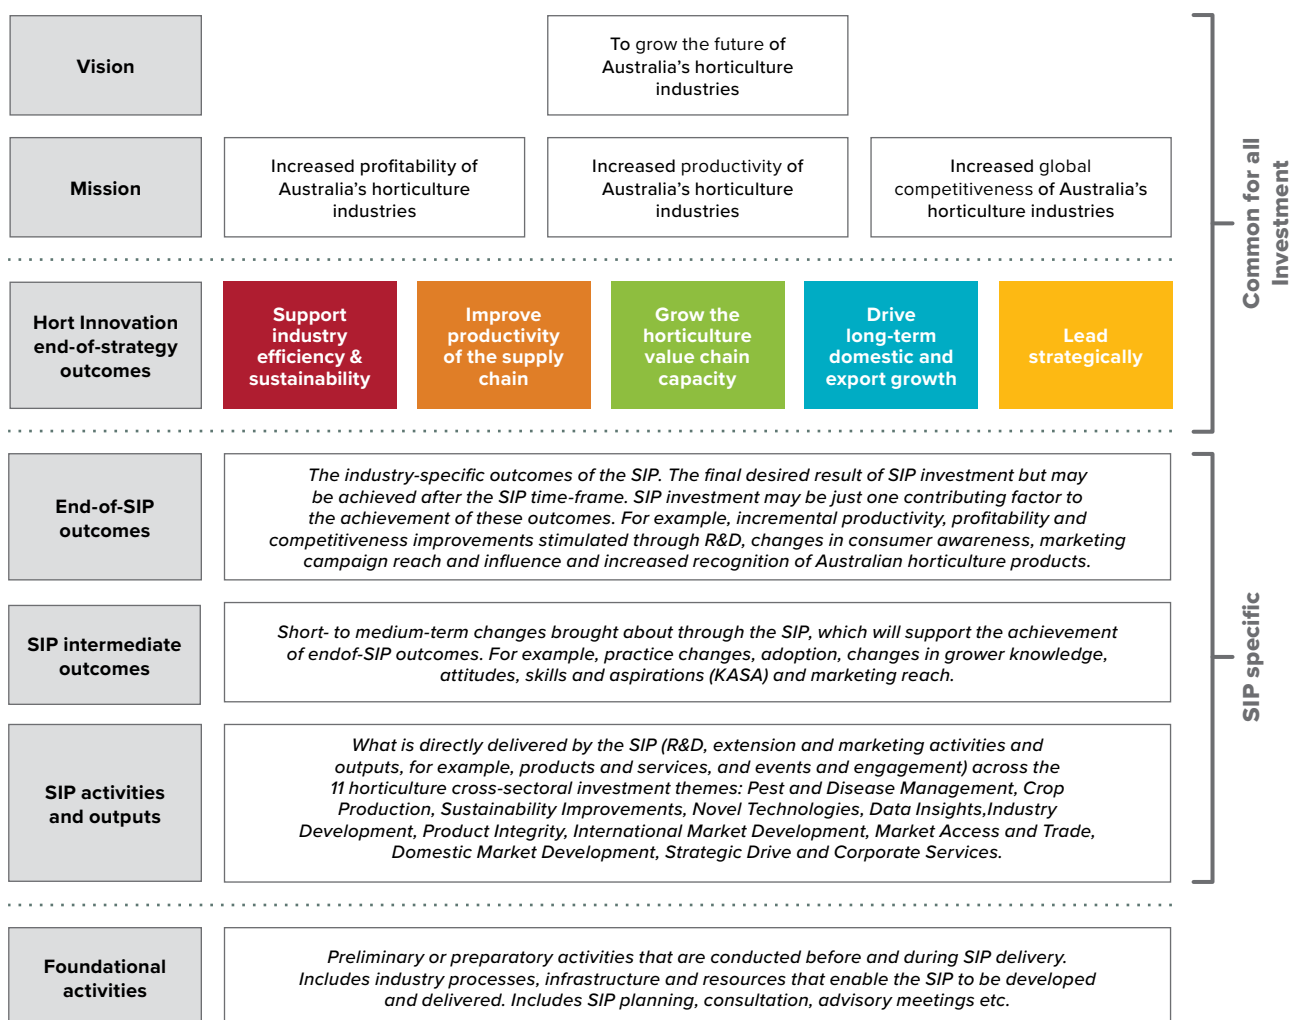 Vision
To grow the future of
Australia's horticulture
industries
Mission
Increased profitability of
Australia's horticulture
industries
Increased productivity of
Australia's horticulture
industries
Increased global
competitiveness of Australia's
horticulture industries
Common for all
Investment
Hort Innovation
end-of-strategy
outcomes
Support
industry
efficiency &
sustainability
Improve
productivity
of the supply
chain
Grow the
horticulture
value chain
capacity
Drive
long-term
domestic and
export growth
Lead
strategically
End-of-SIP
outcomes
The industry-specific outcomes of the SIP. The final desired result of SIP investment but may
be achieved after the SIP time-frame. SIP investment may be just one contributing factor to
the achievement of these outcomes. For example, incremental productivity, profitability and
competitiveness improvements stimulated through R&D, changes in consumer awareness, marketing
campaign reach and influence and increased recognition of Australian horticulture products.
SIP intermediate
outcomes
Short- to medium-term changes brought about through the SIP, which will support the achievement
of endof-SIP outcomes. For example, practice changes, adoption, changes in grower knowledge,
attitudes, skills and aspirations (KASA) and marketing reach.
SIP specific
SIP activities
and outputs
What is directly delivered by the SIP (R&D, extension and marketing activities and
outputs, for example, products and services, and events and engagement) across the
11 horticulture cross-sectoral investment themes: Pest and Disease Management, Crop
Production, Sustainability Improvements, Novel Technologies, Data Insights,Industry
Development, Product Integrity, International Market Development, Market Access and Trade,
Domestic Market Development, Strategic Drive and Corporate Services.
Foundational
activities
Preliminary or preparatory activities that are conducted before and during SIP delivery.
Includes industry processes, infrastructure and resources that enable the SIP to be developed
and delivered. Includes SIP planning, consultation, advisory meetings etc.